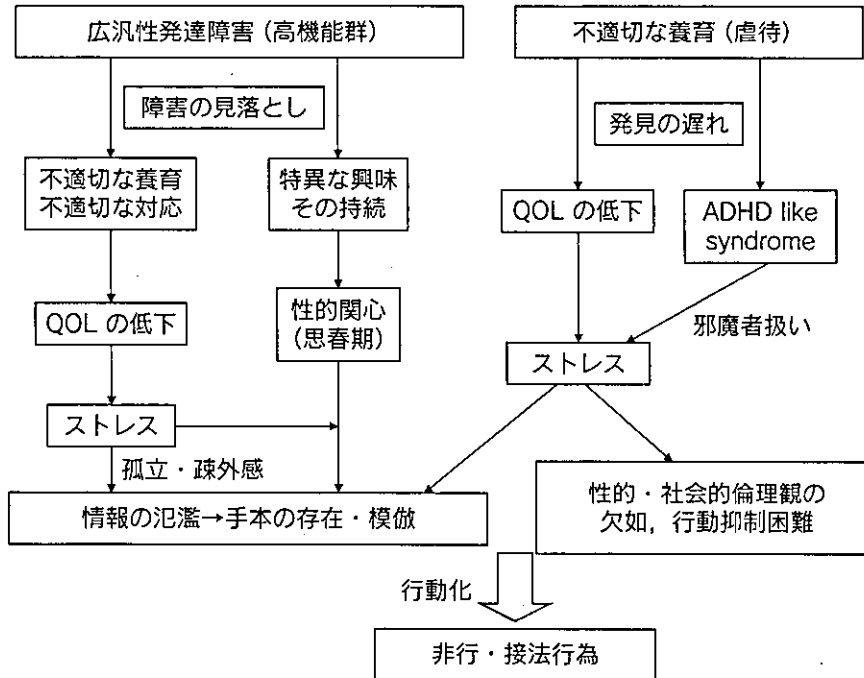 広汎性発達障害（高機能群）
不適切な養育（虐待）
障害の見落とし
発見の遅れ
不適切な養育
不適切な対応
特異な興味
その持続
QOL の低下
ADHD like
syndrome
QOL の低下
性的関心
（思春期）
邪魔者扱い
ストレス
ストレス
孤立・疎外感
情報の氾濫→手本の存在・模倣
性的・社会的倫理観の
欠如，行動抑制困難
行動化
非行・接法行為